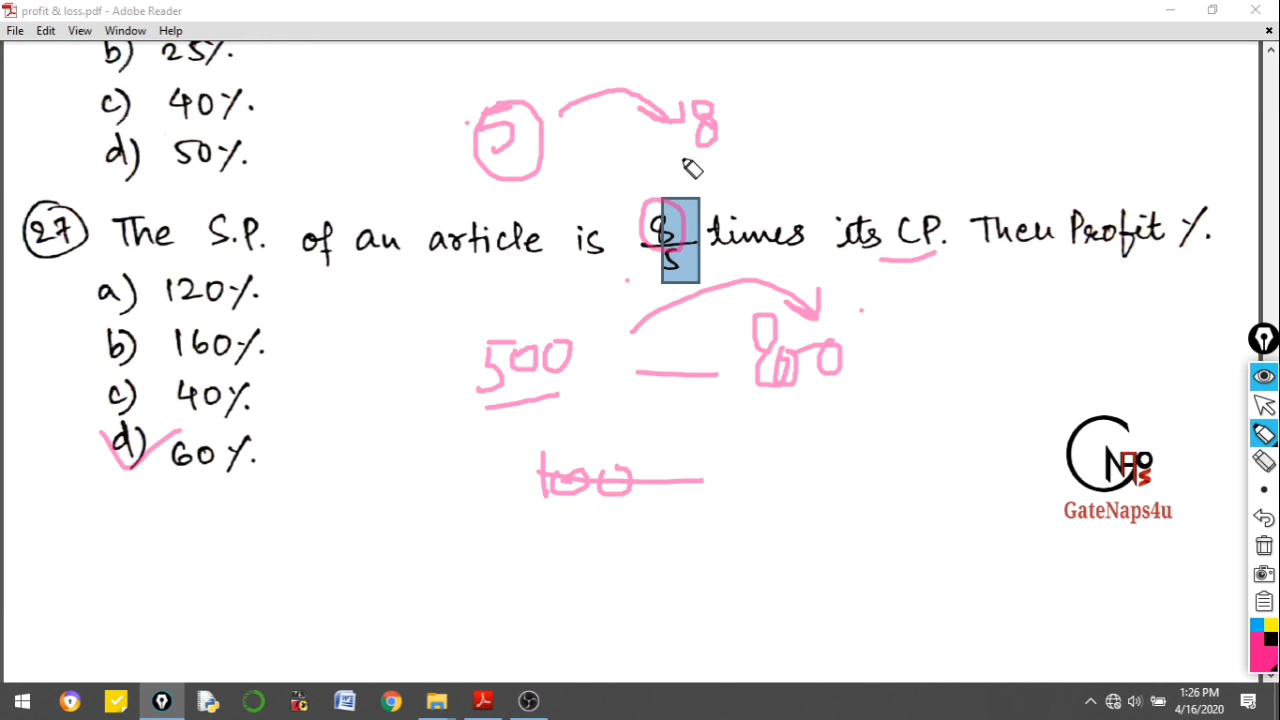 profit & loss.pdf - Adobe Reader
File Edit View Window Help
b) 25%.
c) 40%.
d) 50%.
5 8
27 The S.P. of an article is 8/5 times its CP. Then Profit %.
a) 120%.
b) 160%.
c) 40%.
d) 60%.
500 800
100
GateNaps4u
1:26 PM
4/16/2020